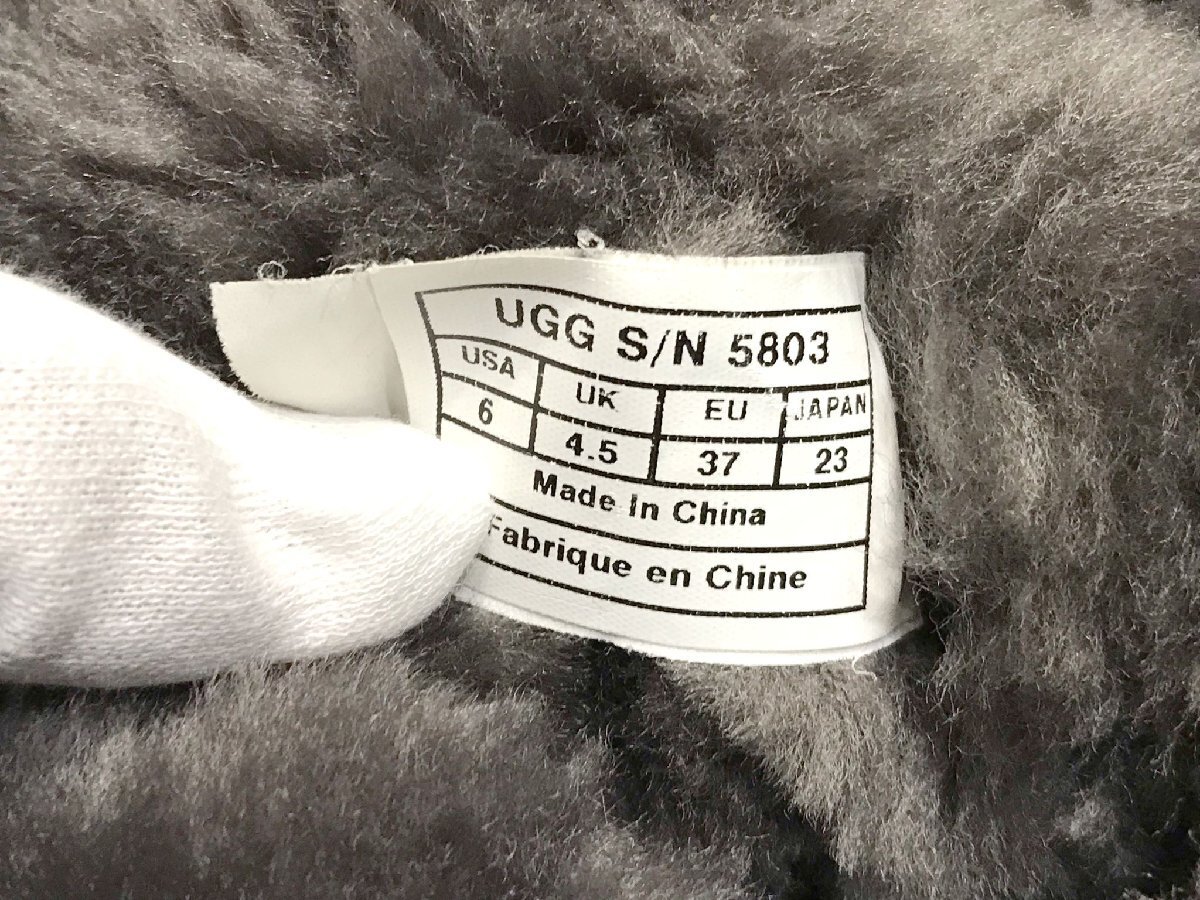 UGG S/N 5803
USA UK EU JAPAN
6 4.5 37 23
Made In China
Fabrique en Chine